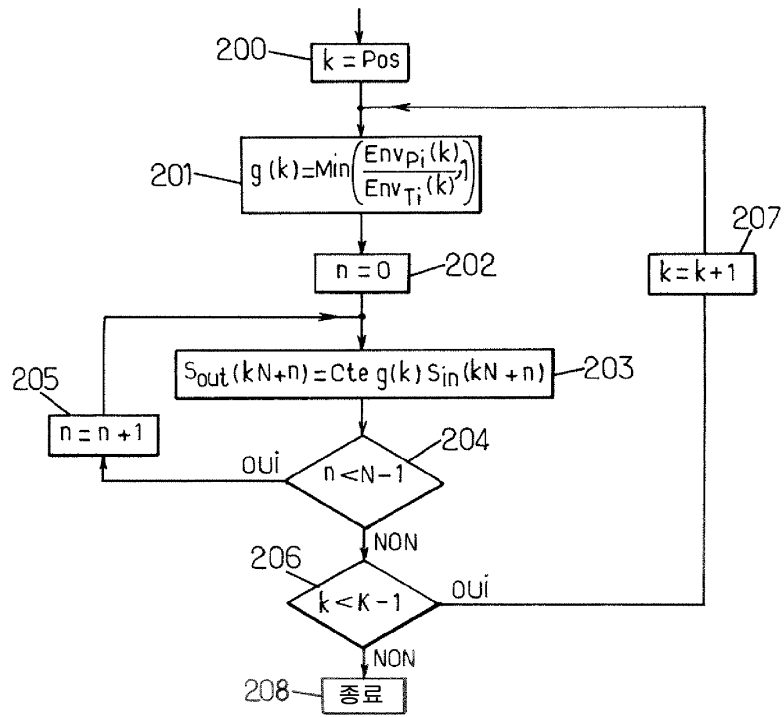 200
k = Pos
201
g(k)=Min(Env_Pi(k)/Env_Ti(k),1)
207
n = 0
202
k = k+1
S_out(kN+n)=Cte g(k) S_in(kN+n)
203
205
n = n+1
204
OUI
n < N-1
NON
206
k < K-1
OUI
NON
208
종료